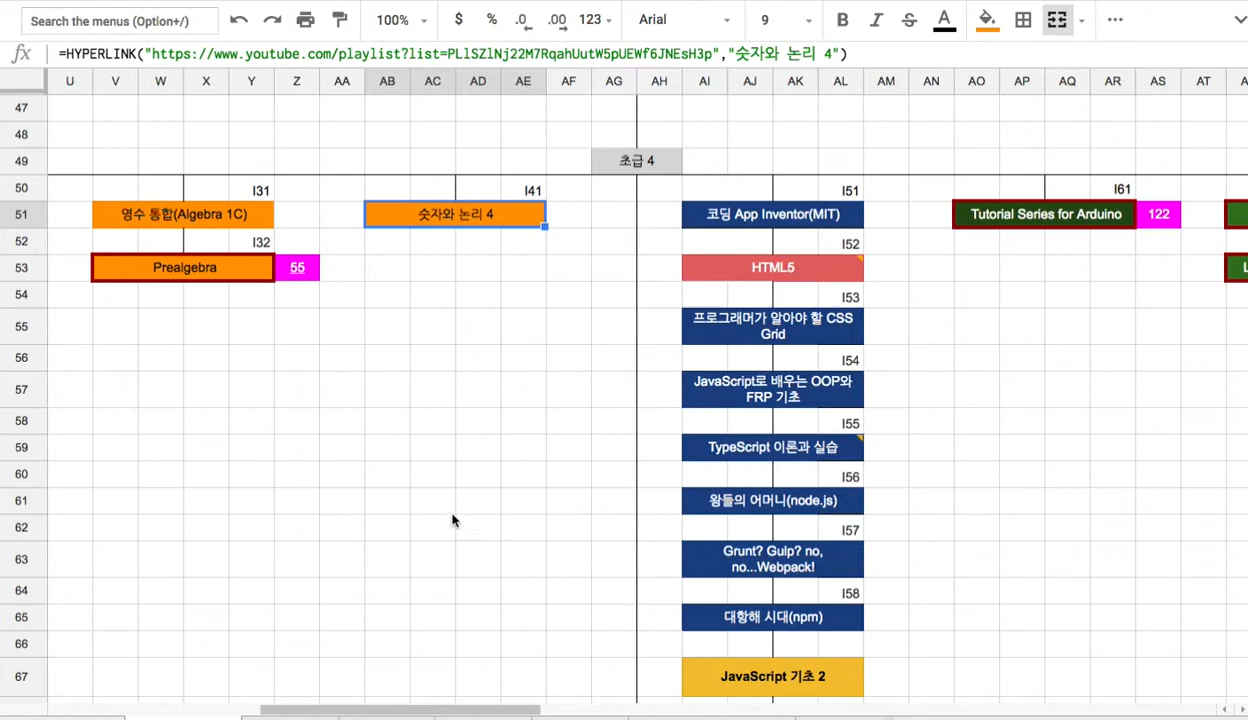 Search the menus (Option+/)
100%
$ % .0 .00 123
Arial
9
B I S A
fx =HYPERLINK("https://www.youtube.com/playlist?list=PLlSZlNj22M7RqahUutW5pUEWf6JNEsH3p","숫자와 논리 4")
U V W X Y Z AA AB AC AD AE AF AG AH AI AJ AK AL AM AN AO AP AQ AR AS AT
47
48
49 초급 4
50 I31 I41 I51 I61
51 영수 통합(Algebra 1C) 숫자와 논리 4 코딩 App Inventor(MIT) Tutorial Series for Arduino 122
52 I32 I52
53 Prealgebra 55 HTML5
54 I53
55 프로그래머가 알아야 할 CSS
Grid
56 I54
57 JavaScript로 배우는 OOP와
FRP 기초
58 I55
59 TypeScript 이론과 실습
60 I56
61 왕들의 어머니(node.js)
62 I57
63 Grunt? Gulp? no,
no...Webpack!
64 I58
65 대항해 시대(npm)
66
67 JavaScript 기초 2